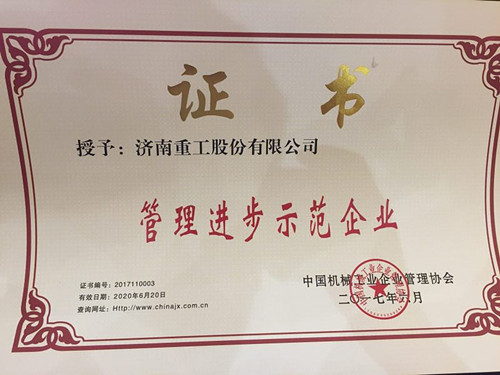 证书
授予：济南重工股份有限公司
管理进步示范企业
证书编号：2017110003
有效日期：2020年6月20日
查询网址：Http://www.chinajx.com.cn
中国机械工业企业管理协会
二〇一七年六月